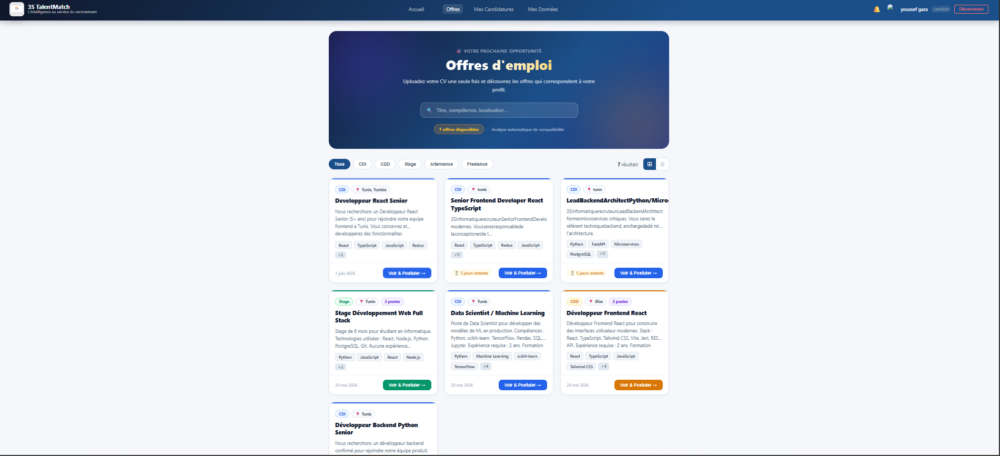 3S TalentMatch
L'intelligence au service du recrutement
Accueil
Offres
Mes Candidatures
Mes Données
youssef gara
candidat
Déconnexion
VOTRE PROCHAINE OPPORTUNITÉ
Offres d'emploi
Uploadez votre CV une seule fois et découvrez les offres qui correspondent à votre
profil.
Titre, compétence, localisation...
7 offres disponibles · Analyse automatique de compatibilité
Tous
CDI
CDD
Stage
Alternance
Freelance
7 résultats
CDI
Tunis, Tunisie
Developpeur React Senior
Nous recherchons un Developpeur React
Senior (5+ ans) pour rejoindre notre equipe
frontend a Tunis. Vous concevrez et...
developperez des fonctionnalites
React
TypeScript
JavaScript
Redux
+5
1 juin 2026
Voir & Postuler →
CDI
tunis
Senior Frontend Developer React
TypeScript
3SInformatiquerecruteunSeniorFrontendDevelo
modernes. Vousserezresponsablede
laconceptionetde l...
React
TypeScript
Redux
JavaScript
+11
5 jours restants
Voir & Postuler →
CDI
tunn
LeadBackendArchitectPython/Micros
3SInformatiquerecruteunLeadBackendArchitect:
formesmicroservices critiques. Vous serez le
référent techniquebackend, enchargededé nir...
l'architecture,
Python
FastAPI
Microservices
PostgreSQL
+11
5 jours restants
Voir & Postuler →
Stage
Tunis
2 postes
Stage Développement Web Full
Stack
Stage de 6 mois pour étudiant en informatique.
Technologies utilisées : React, Node.js, Python,
PostgreSQL, Git. Aucune expérience...
Python
JavaScript
React
Node.js
+3
20 mai 2026
Voir & Postuler →
CDI
Tunis
Data Scientist / Machine Learning
Poste de Data Scientist pour développer des
modèles de ML en production. Compétences :
Python, scikit-learn, TensorFlow, Pandas, SQL,...
Jupyter. Expérience requise : 2 ans. Formation
Python
Machine Learning
scikit-learn
TensorFlow
+4
20 mai 2026
Voir & Postuler →
CDD
Sfax
2 postes
Développeur Frontend React
Développeur Frontend React pour construire
des interfaces utilisateur modernes. Stack :
React, TypeScript, Tailwind CSS, Vite, Jest, RES...
API. Expérience requise : 2 ans. Formation
React
TypeScript
JavaScript
Tailwind CSS
+4
20 mai 2026
Voir & Postuler →
CDI
Tunis
Développeur Backend Python
Senior
Nous recherchons un développeur backend
confirmé pour rejoindre notre équipe produit.